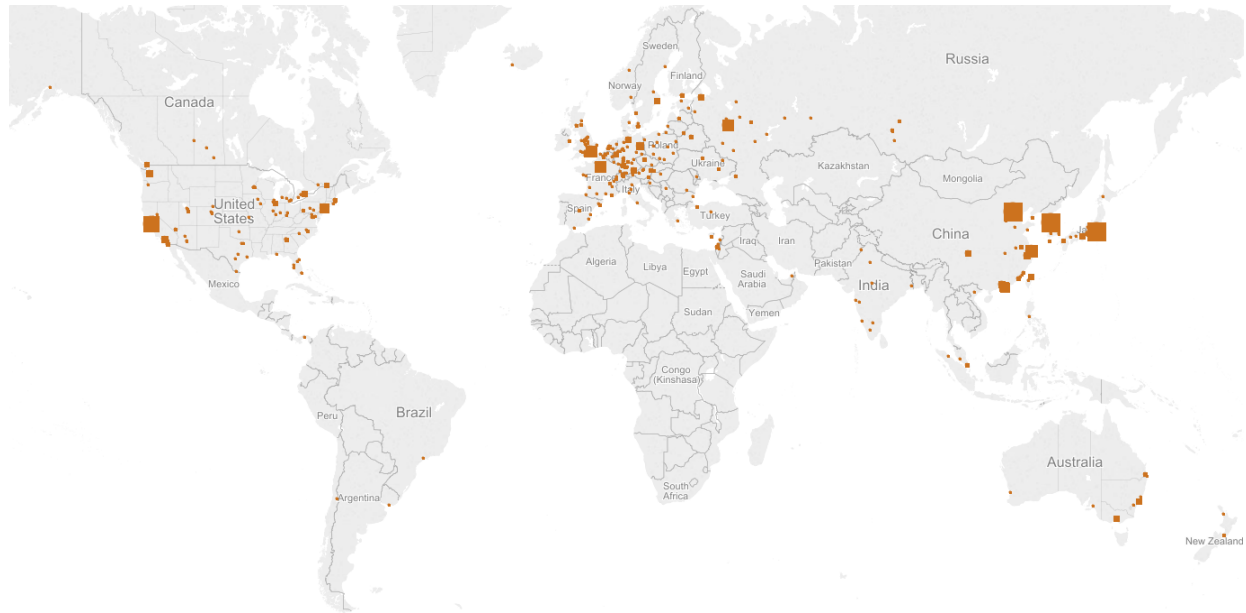 Sweden
Russia
Finland
Norway
Canada
Poland
Ukraine
Kazakhstan
Mongolia
France
Italy
United
States
Spain
Turkey
China
Iraq
Iran
Algeria
Libya
Egypt
Pakistan
Saudi
Arabia
Mexico
India
Sudan
Yemen
Congo
(Kinshasa)
Peru
Brazil
Australia
South
Africa
Argentina
New Zealand